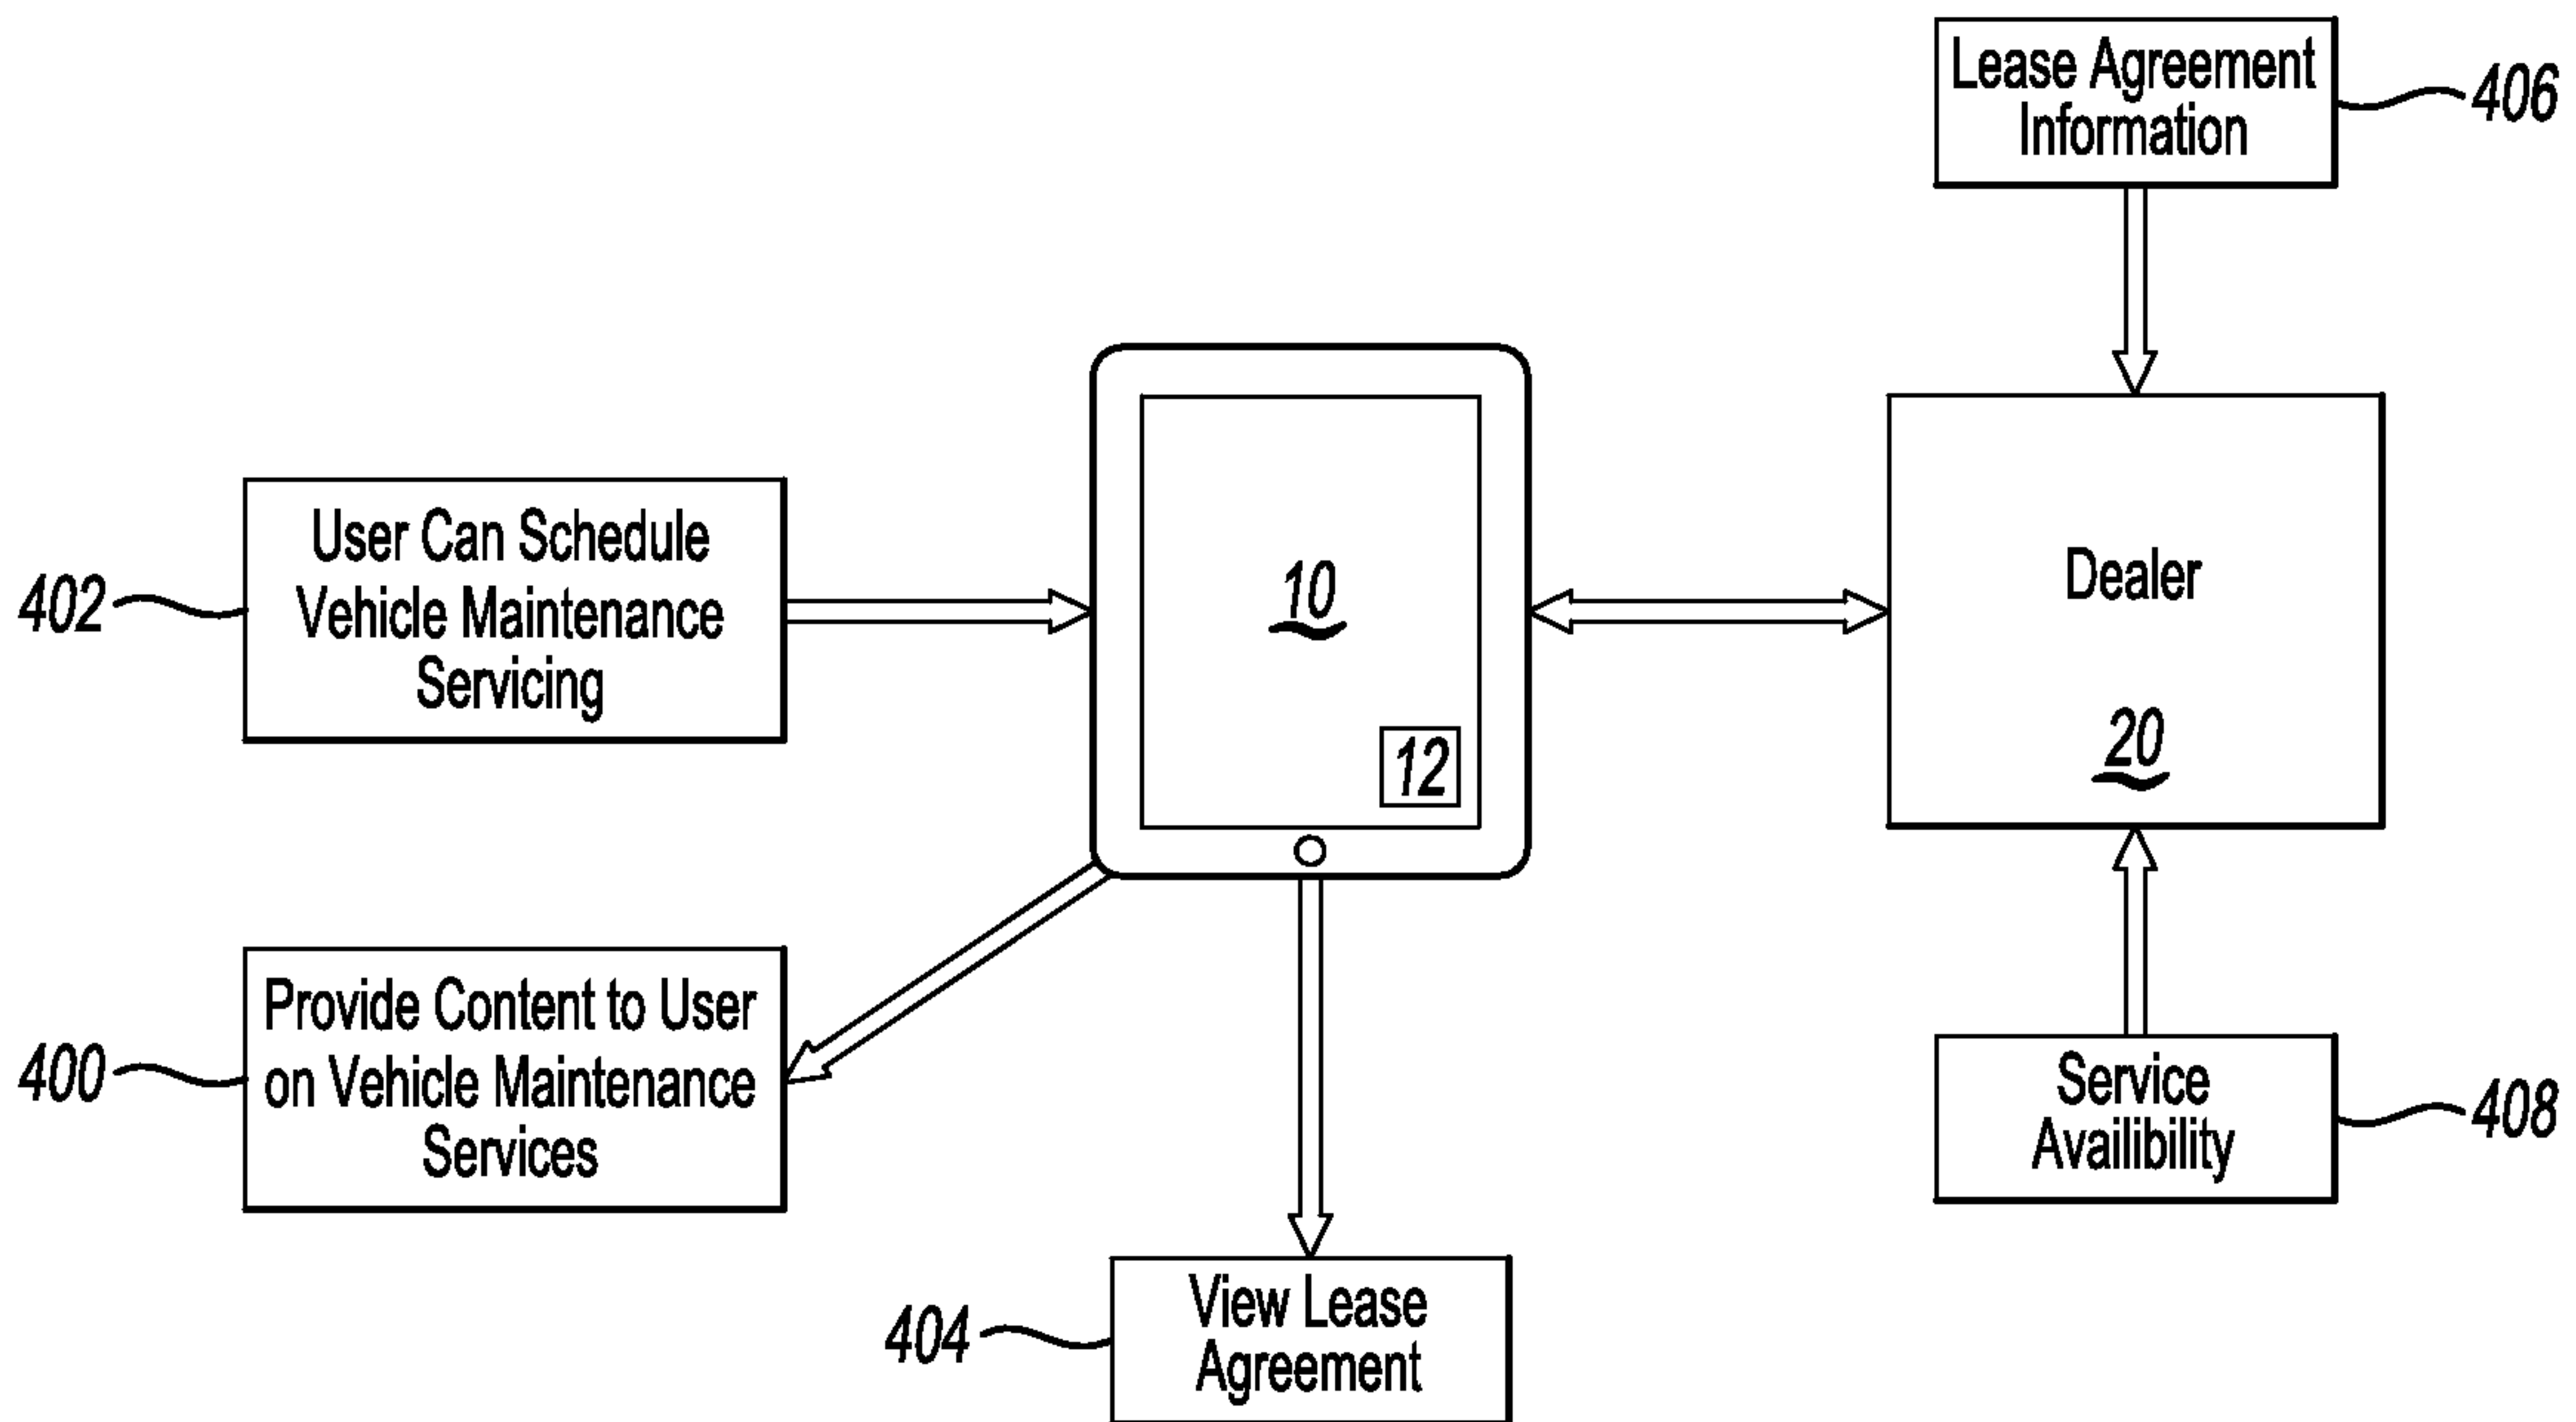 Lease Agreement
Information
406
User Can Schedule
Vehicle Maintenance
Servicing
402
10
12
Dealer
20
Provide Content to User
on Vehicle Maintenance
Services
400
Service
Availibility
408
View Lease
Agreement
404